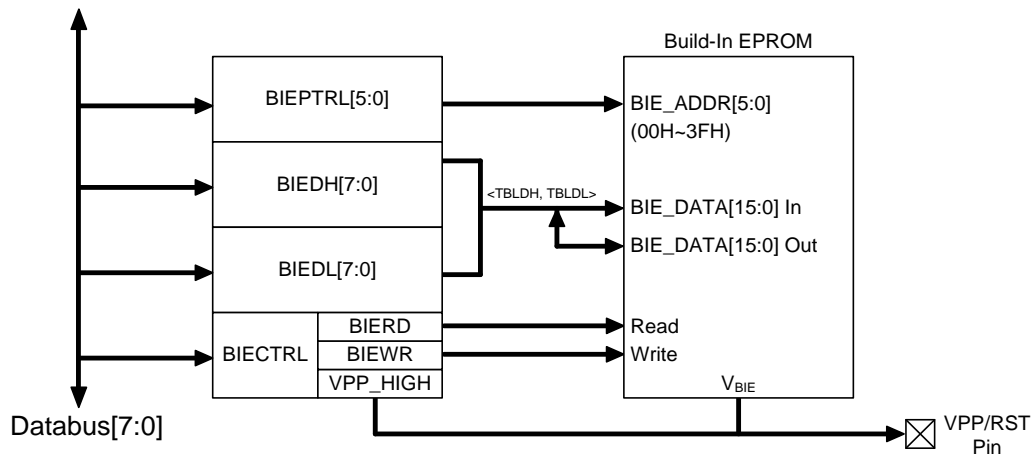 Build-In EPROM
BIEPTRL[5:0]
BIE_ADDR[5:0]
(00H~3FH)
BIEDH[7:0]
<TBLDH, TBLDL>
BIE_DATA[15:0] In
BIE_DATA[15:0] Out
BIEDL[7:0]
BIECTRL
BIERD
Read
BIEWR
Write
VPP_HIGH
VBIE
Databus[7:0]
VPP/RST
Pin